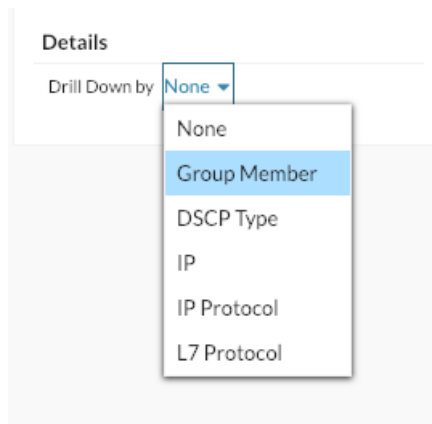 Details
Drill Down by None
None
Group Member
DSCP Type
IP
IP Protocol
L7 Protocol